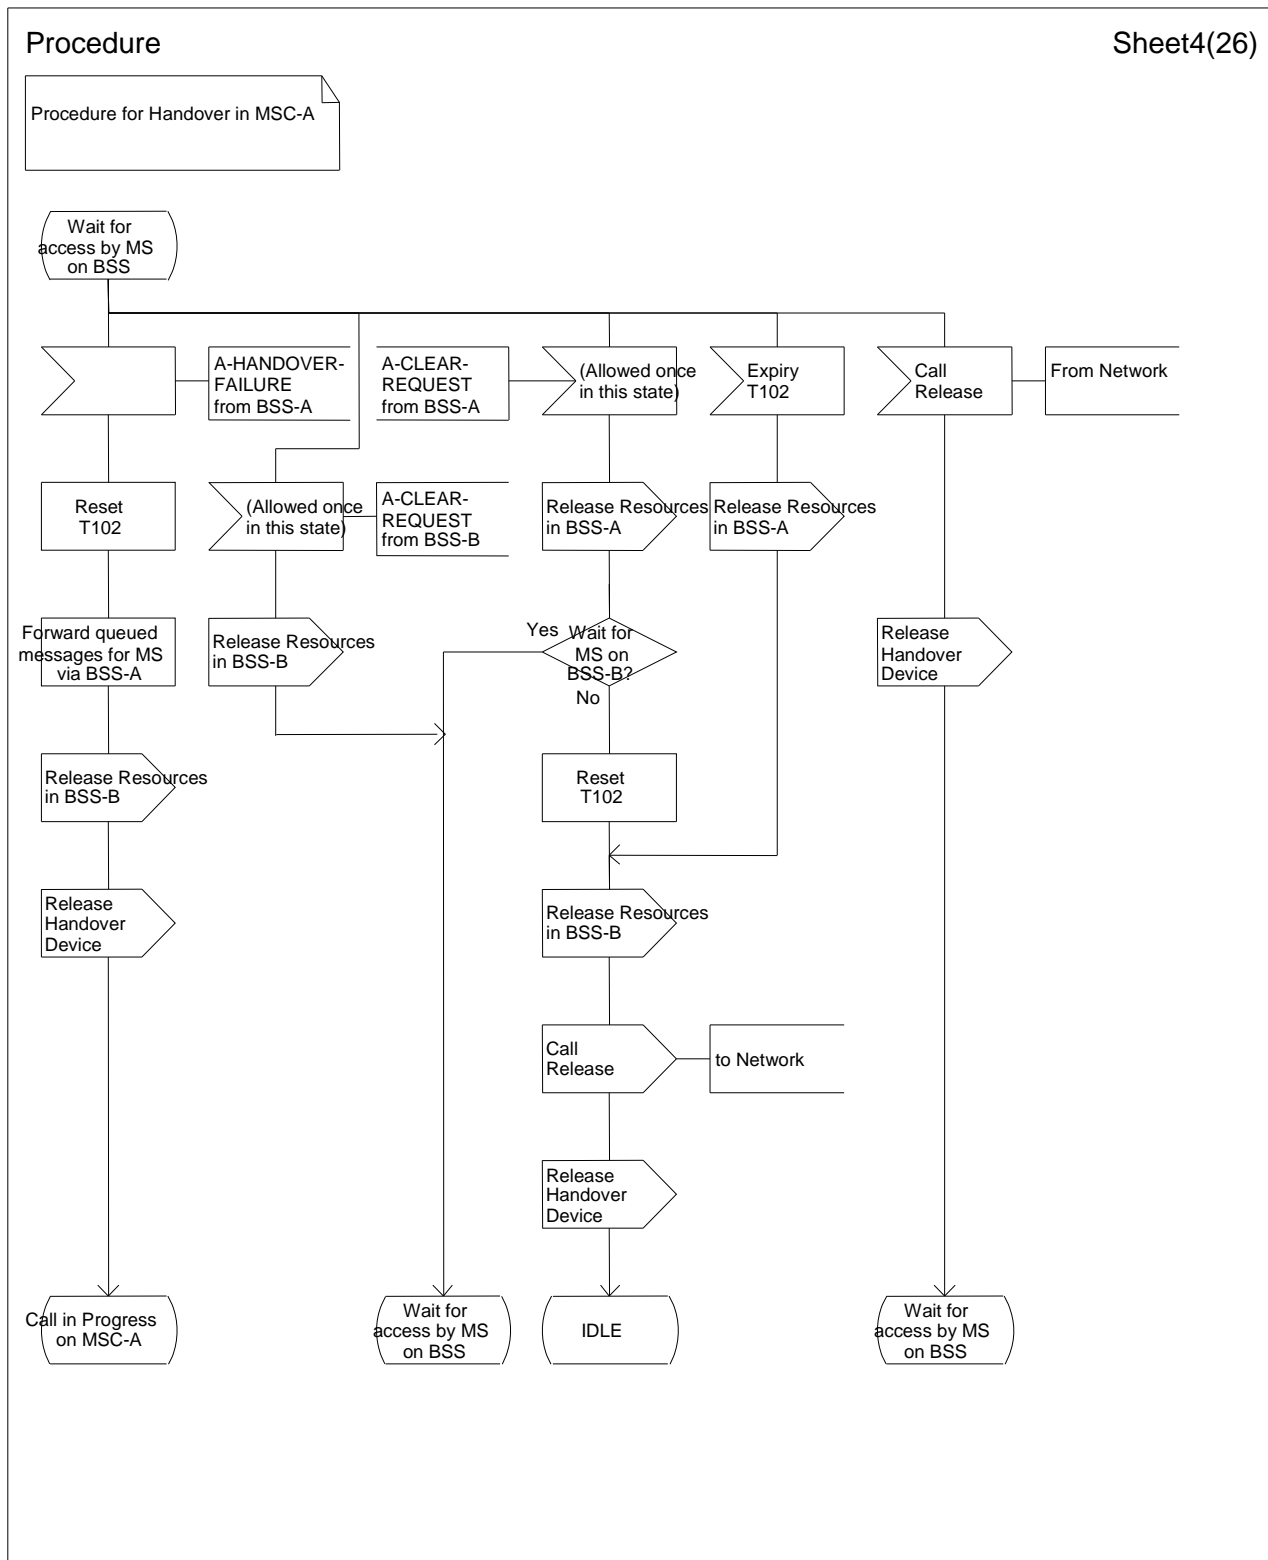 Procedure
Sheet4(26)
Procedure for Handover in MSC-A
Wait for
access by MS
on BSS
A-HANDOVER-
FAILURE
from BSS-A
A-CLEAR-
REQUEST
from BSS-A
(Allowed once
in this state)
Expiry
T102
Call
Release
From Network
Reset
T102
(Allowed once
in this state)
A-CLEAR-
REQUEST
from BSS-B
Release Resources
in BSS-A
Release Resources
in BSS-A
Forward queued
messages for MS
via BSS-A
Release Resources
in BSS-B
Yes
Wait for
MS on
BSS-B?
No
Release
Handover
Device
Release Resources
in BSS-B
Reset
T102
Release
Handover
Device
Release Resources
in BSS-B
Call
Release
to Network
Release
Handover
Device
Call in Progress
on MSC-A
Wait for
access by MS
on BSS
IDLE
Wait for
access by MS
on BSS